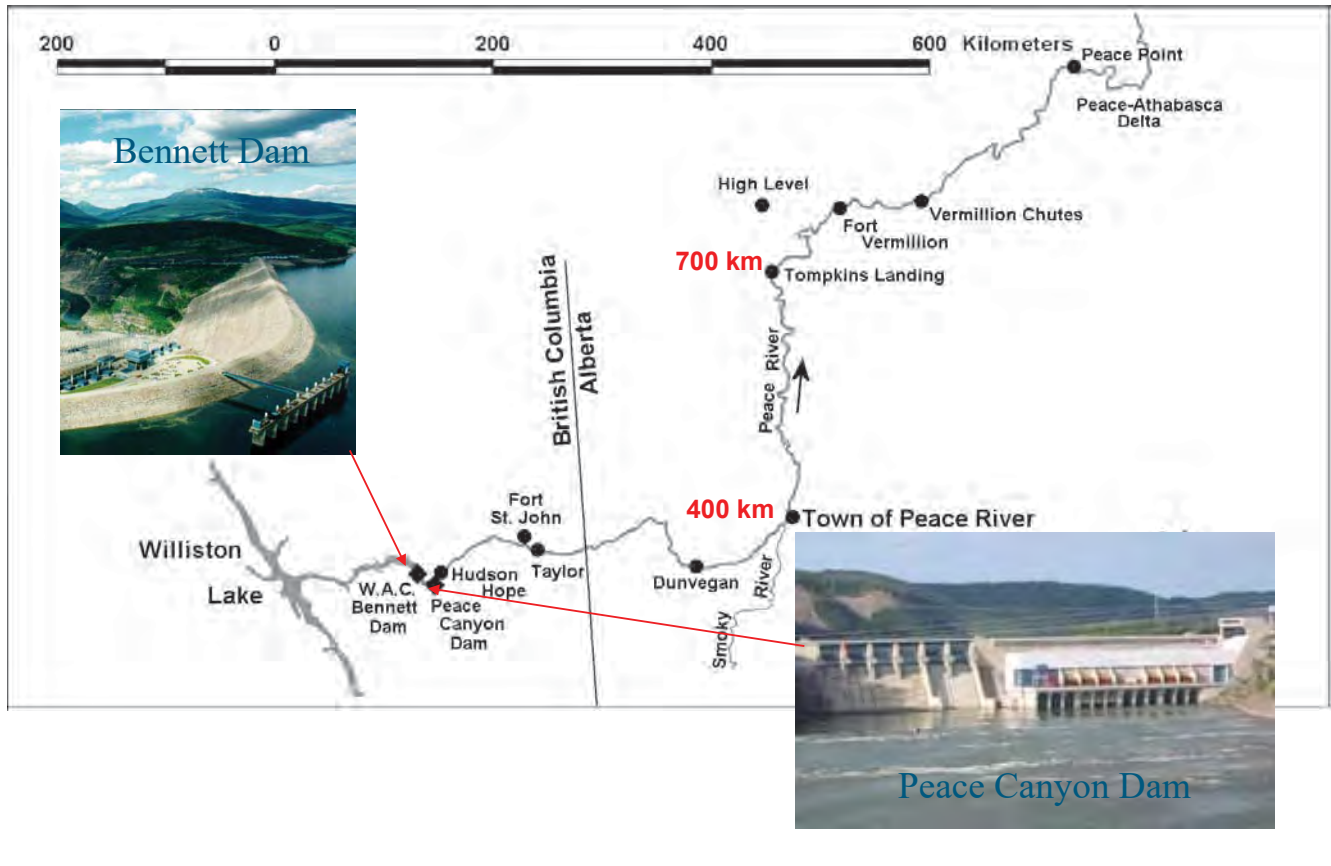 200 0 200 400 600 Kilometers
Peace Point
Peace-Athabasca
Delta
Bennett Dam
High Level
Fort
Vermillion
Vermillion Chutes
700 km
Tompkins Landing
British Columbia
Alberta
Peace River
400 km
Town of Peace River
Fort
St. John
Taylor
Dunvegan
Smoky River
Williston
Lake
W.A.C.
Bennett
Dam
Hudson
Hope
Peace
Canyon
Dam
Peace Canyon Dam